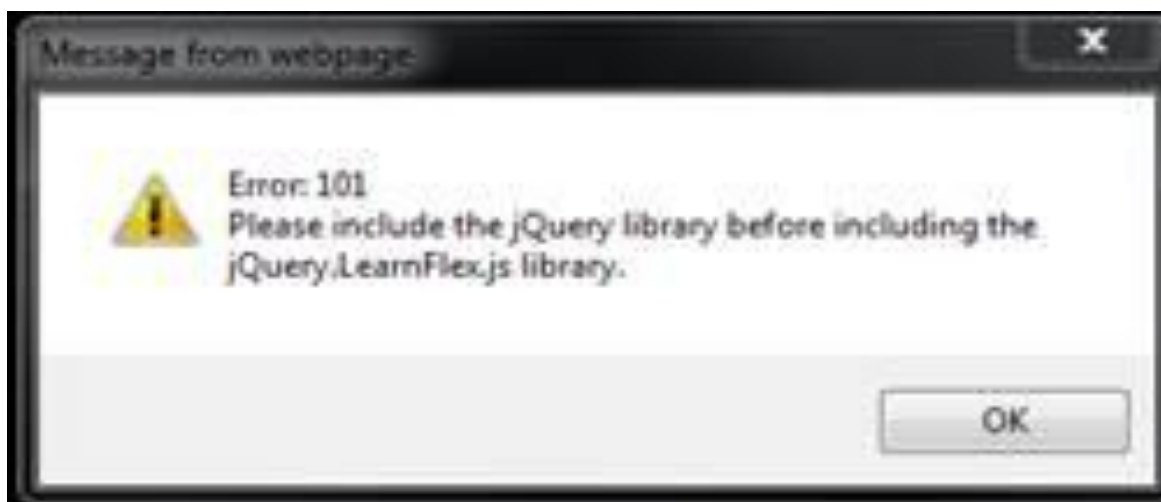 Message from webpage
Error: 101
Please include the jQuery library before including the
jQuery.LearnFlex.js library.
OK